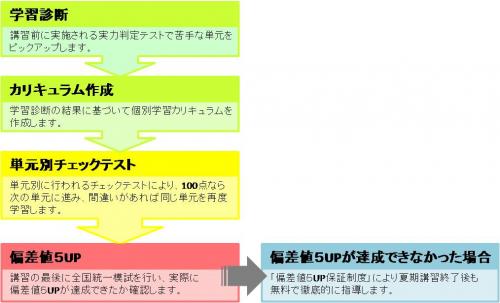 学習診断
講習前に実施される実力判定テストで苦手な単元を
ピックアップします。
カリキュラム作成
学習診断の結果に基づいて個別学習カリキュラムを
作成します。
単元別チェックテスト
単元別に行われるチェックテストにより、100点なら
次の単元に進み、間違いがあれば同じ単元を再度
学習します。
偏差値5UP
講習の最後に全国統一模試を行い、実際に
偏差値5UPが達成できたか確認します。
偏差値5UPが達成できなかった場合
「偏差値5UP保証制度」により夏期講習終了後も
無料で徹底的に指導します。